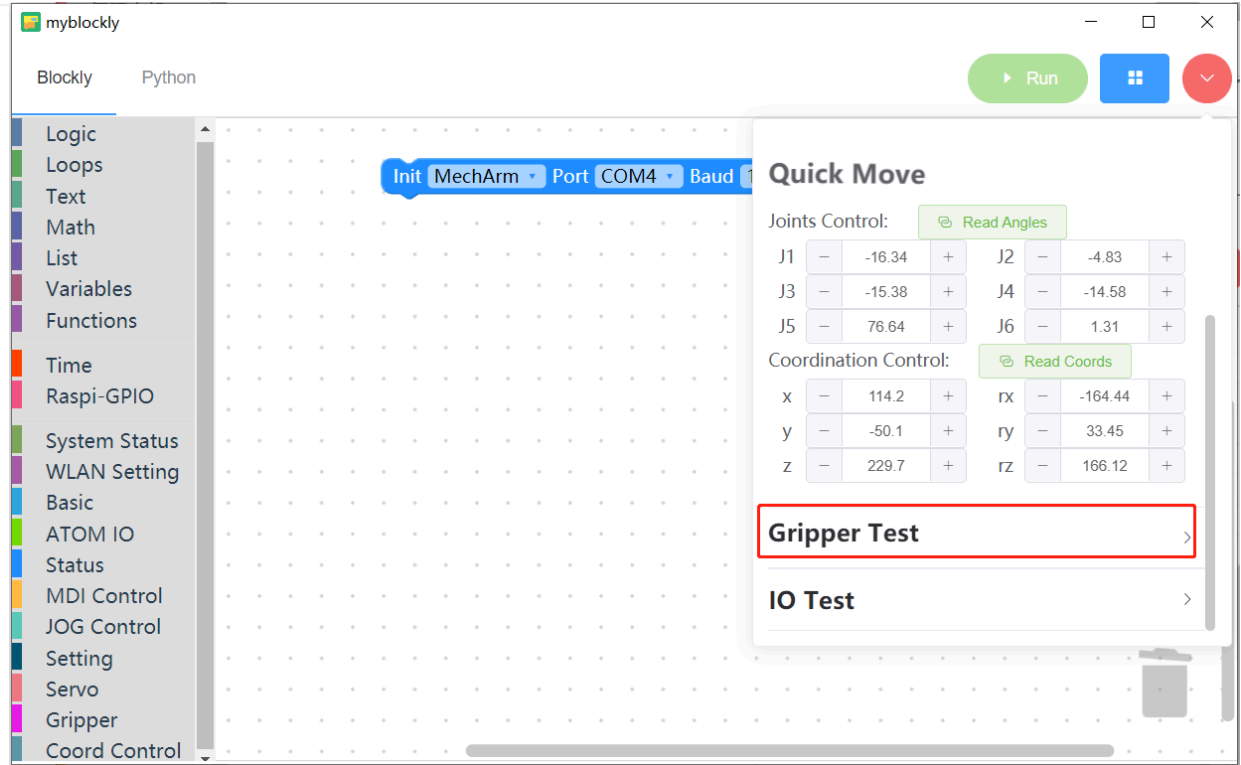 myblockly
Blockly Python Run
Logic
Loops
Text
Math
List
Variables
Functions
Time
Raspi-GPIO
System Status
WLAN Setting
Basic
ATOM IO
Status
MDI Control
JOG Control
Setting
Servo
Gripper
Coord Control
Init MechArm Port COM4 Baud 1
Quick Move
Joints Control: Read Angles
J1 − -16.34 + J2 − -4.83 +
J3 − -15.38 + J4 − -14.58 +
J5 − 76.64 + J6 − 1.31 +
Coordination Control: Read Coords
x − 114.2 + rx − -164.44 +
y − -50.1 + ry − 33.45 +
z − 229.7 + rz − 166.12 +
Gripper Test
IO Test